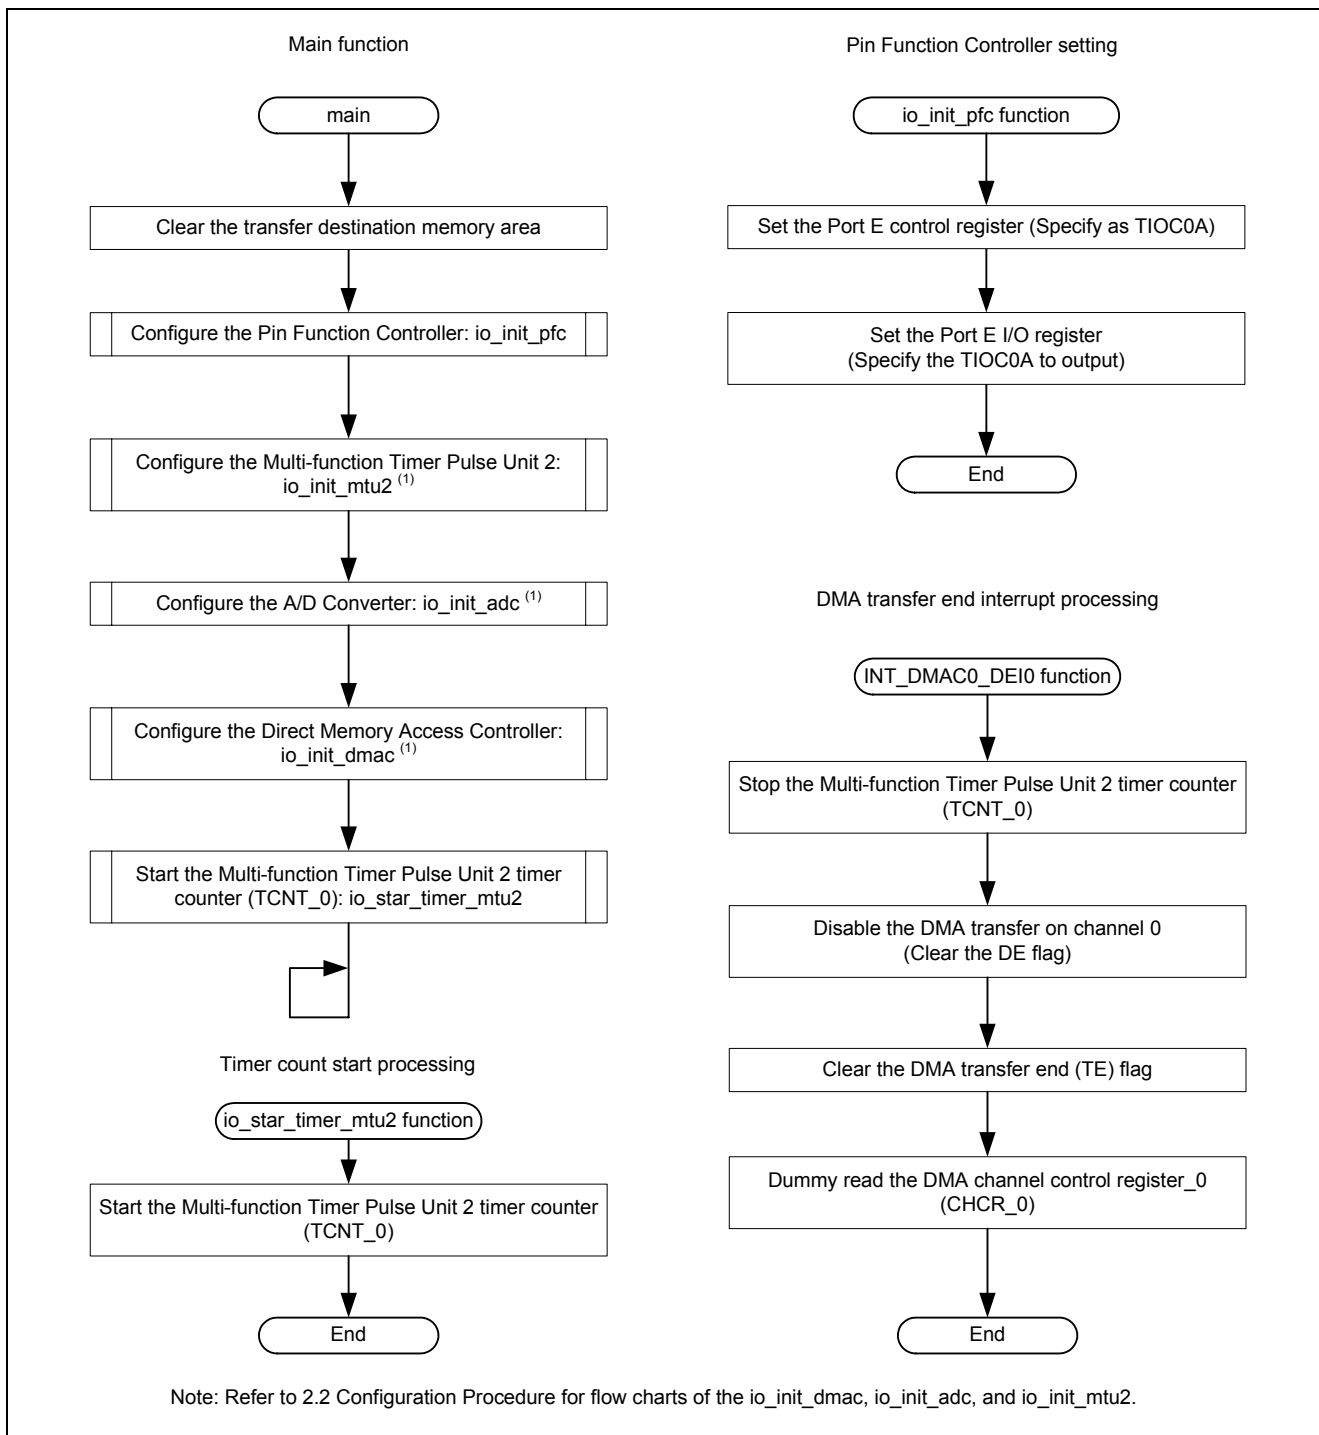 Main function
main
Clear the transfer destination memory area
Configure the Pin Function Controller: io_init_pfc
Configure the Multi-function Timer Pulse Unit 2:
io_init_mtu2 (1)
Configure the A/D Converter: io_init_adc (1)
Configure the Direct Memory Access Controller:
io_init_dmac (1)
Start the Multi-function Timer Pulse Unit 2 timer
counter (TCNT_0): io_star_timer_mtu2
Timer count start processing
io_star_timer_mtu2 function
Start the Multi-function Timer Pulse Unit 2 timer counter
(TCNT_0)
End
Pin Function Controller setting
io_init_pfc function
Set the Port E control register (Specify as TIOC0A)
Set the Port E I/O register
(Specify the TIOC0A to output)
End
DMA transfer end interrupt processing
INT_DMAC0_DEI0 function
Stop the Multi-function Timer Pulse Unit 2 timer counter
(TCNT_0)
Disable the DMA transfer on channel 0
(Clear the DE flag)
Clear the DMA transfer end (TE) flag
Dummy read the DMA channel control register_0
(CHCR_0)
End
Note: Refer to 2.2 Configuration Procedure for flow charts of the io_init_dmac, io_init_adc, and io_init_mtu2.